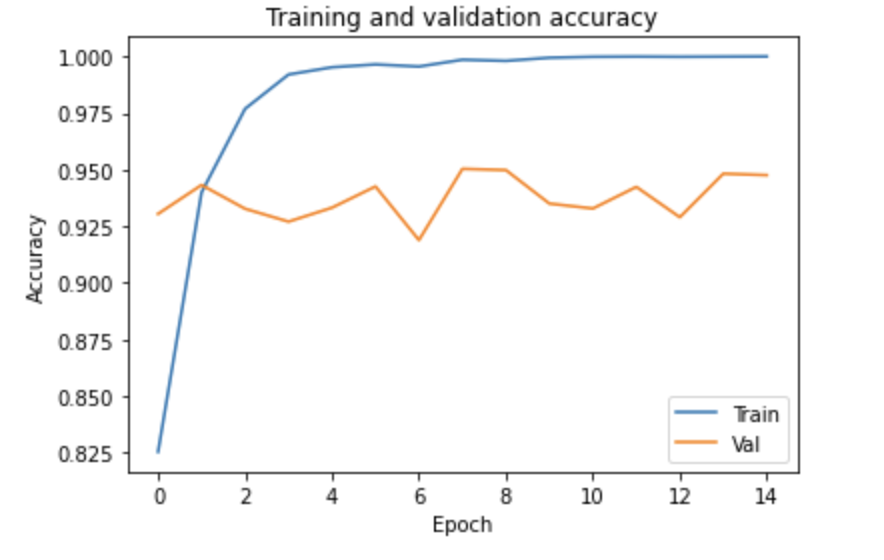 Training and validation accuracy
1.000
0.975
0.950
0.925
0.900
0.875
0.850
0.825
Accuracy
Train
Val
0 2 4 6 8 10 12 14
Epoch